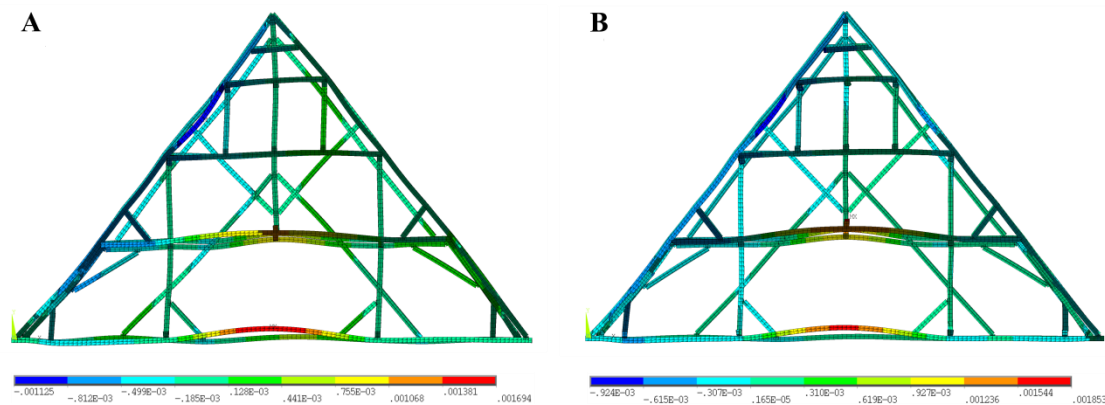 A
B
-.001125 -.499E-03 .128E-03 .755E-03 .001381
-.812E-03 -.185E-03 .441E-03 .001068 .001694
-.924E-03 -.307E-03 .310E-03 .927E-03 .001544
-.615E-03 .165E-05 .619E-03 .001236 .001853